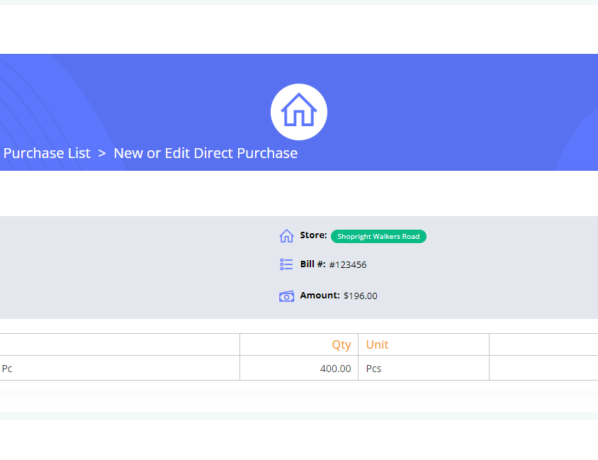 Purchase List > New or Edit Direct Purchase
Store: Shopright Walkers Road
Bill #: #123456
Amount: $196.00
Qty Unit
Pc 400.00 Pcs